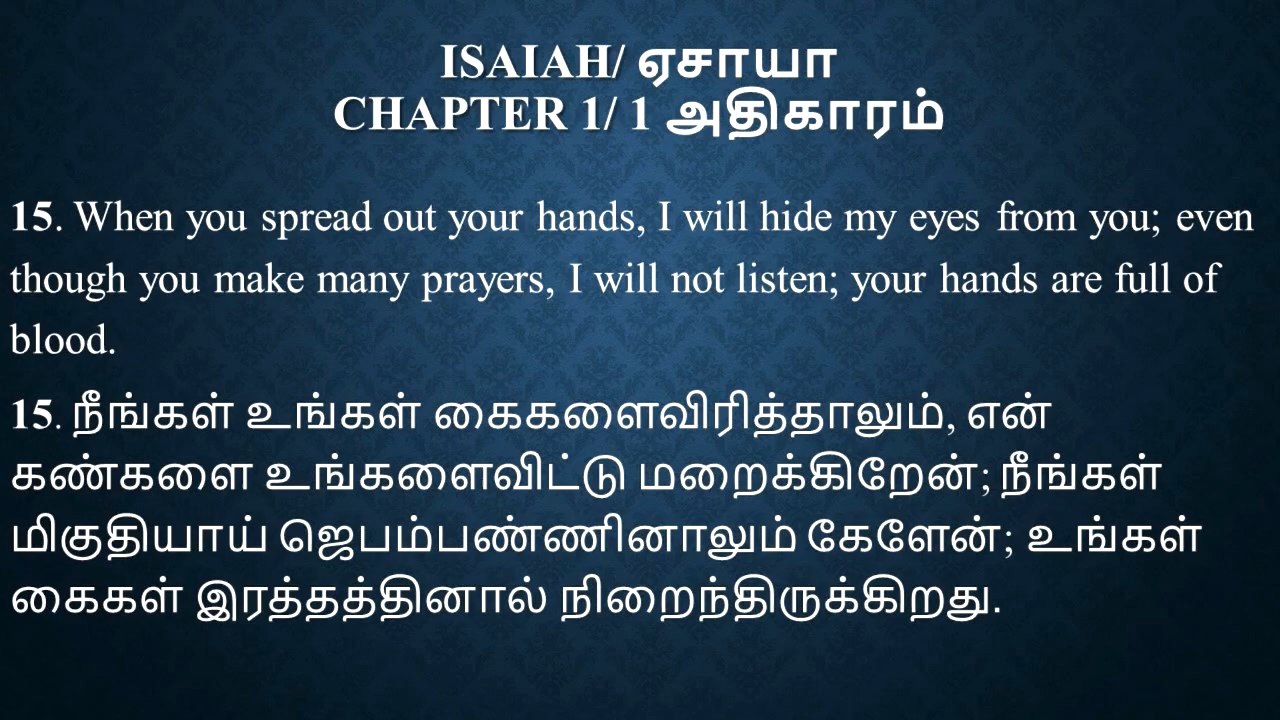 ISAIAH/ ஏசாயா
CHAPTER 1/ 1 அதிகாரம்
15. When you spread out your hands, I will hide my eyes from you; even
though you make many prayers, I will not listen; your hands are full of
blood.
15. நீங்கள் உங்கள் கைகளைவிரித்தாலும், என்
கண்களை உங்களைவிட்டு மறைக்கிறேன்; நீங்கள்
மிகுதியாய் ஜெபம்பண்ணினாலும் கேளேன்; உங்கள்
கைகள் இரத்தத்தினால் நிறைந்திருக்கிறது.